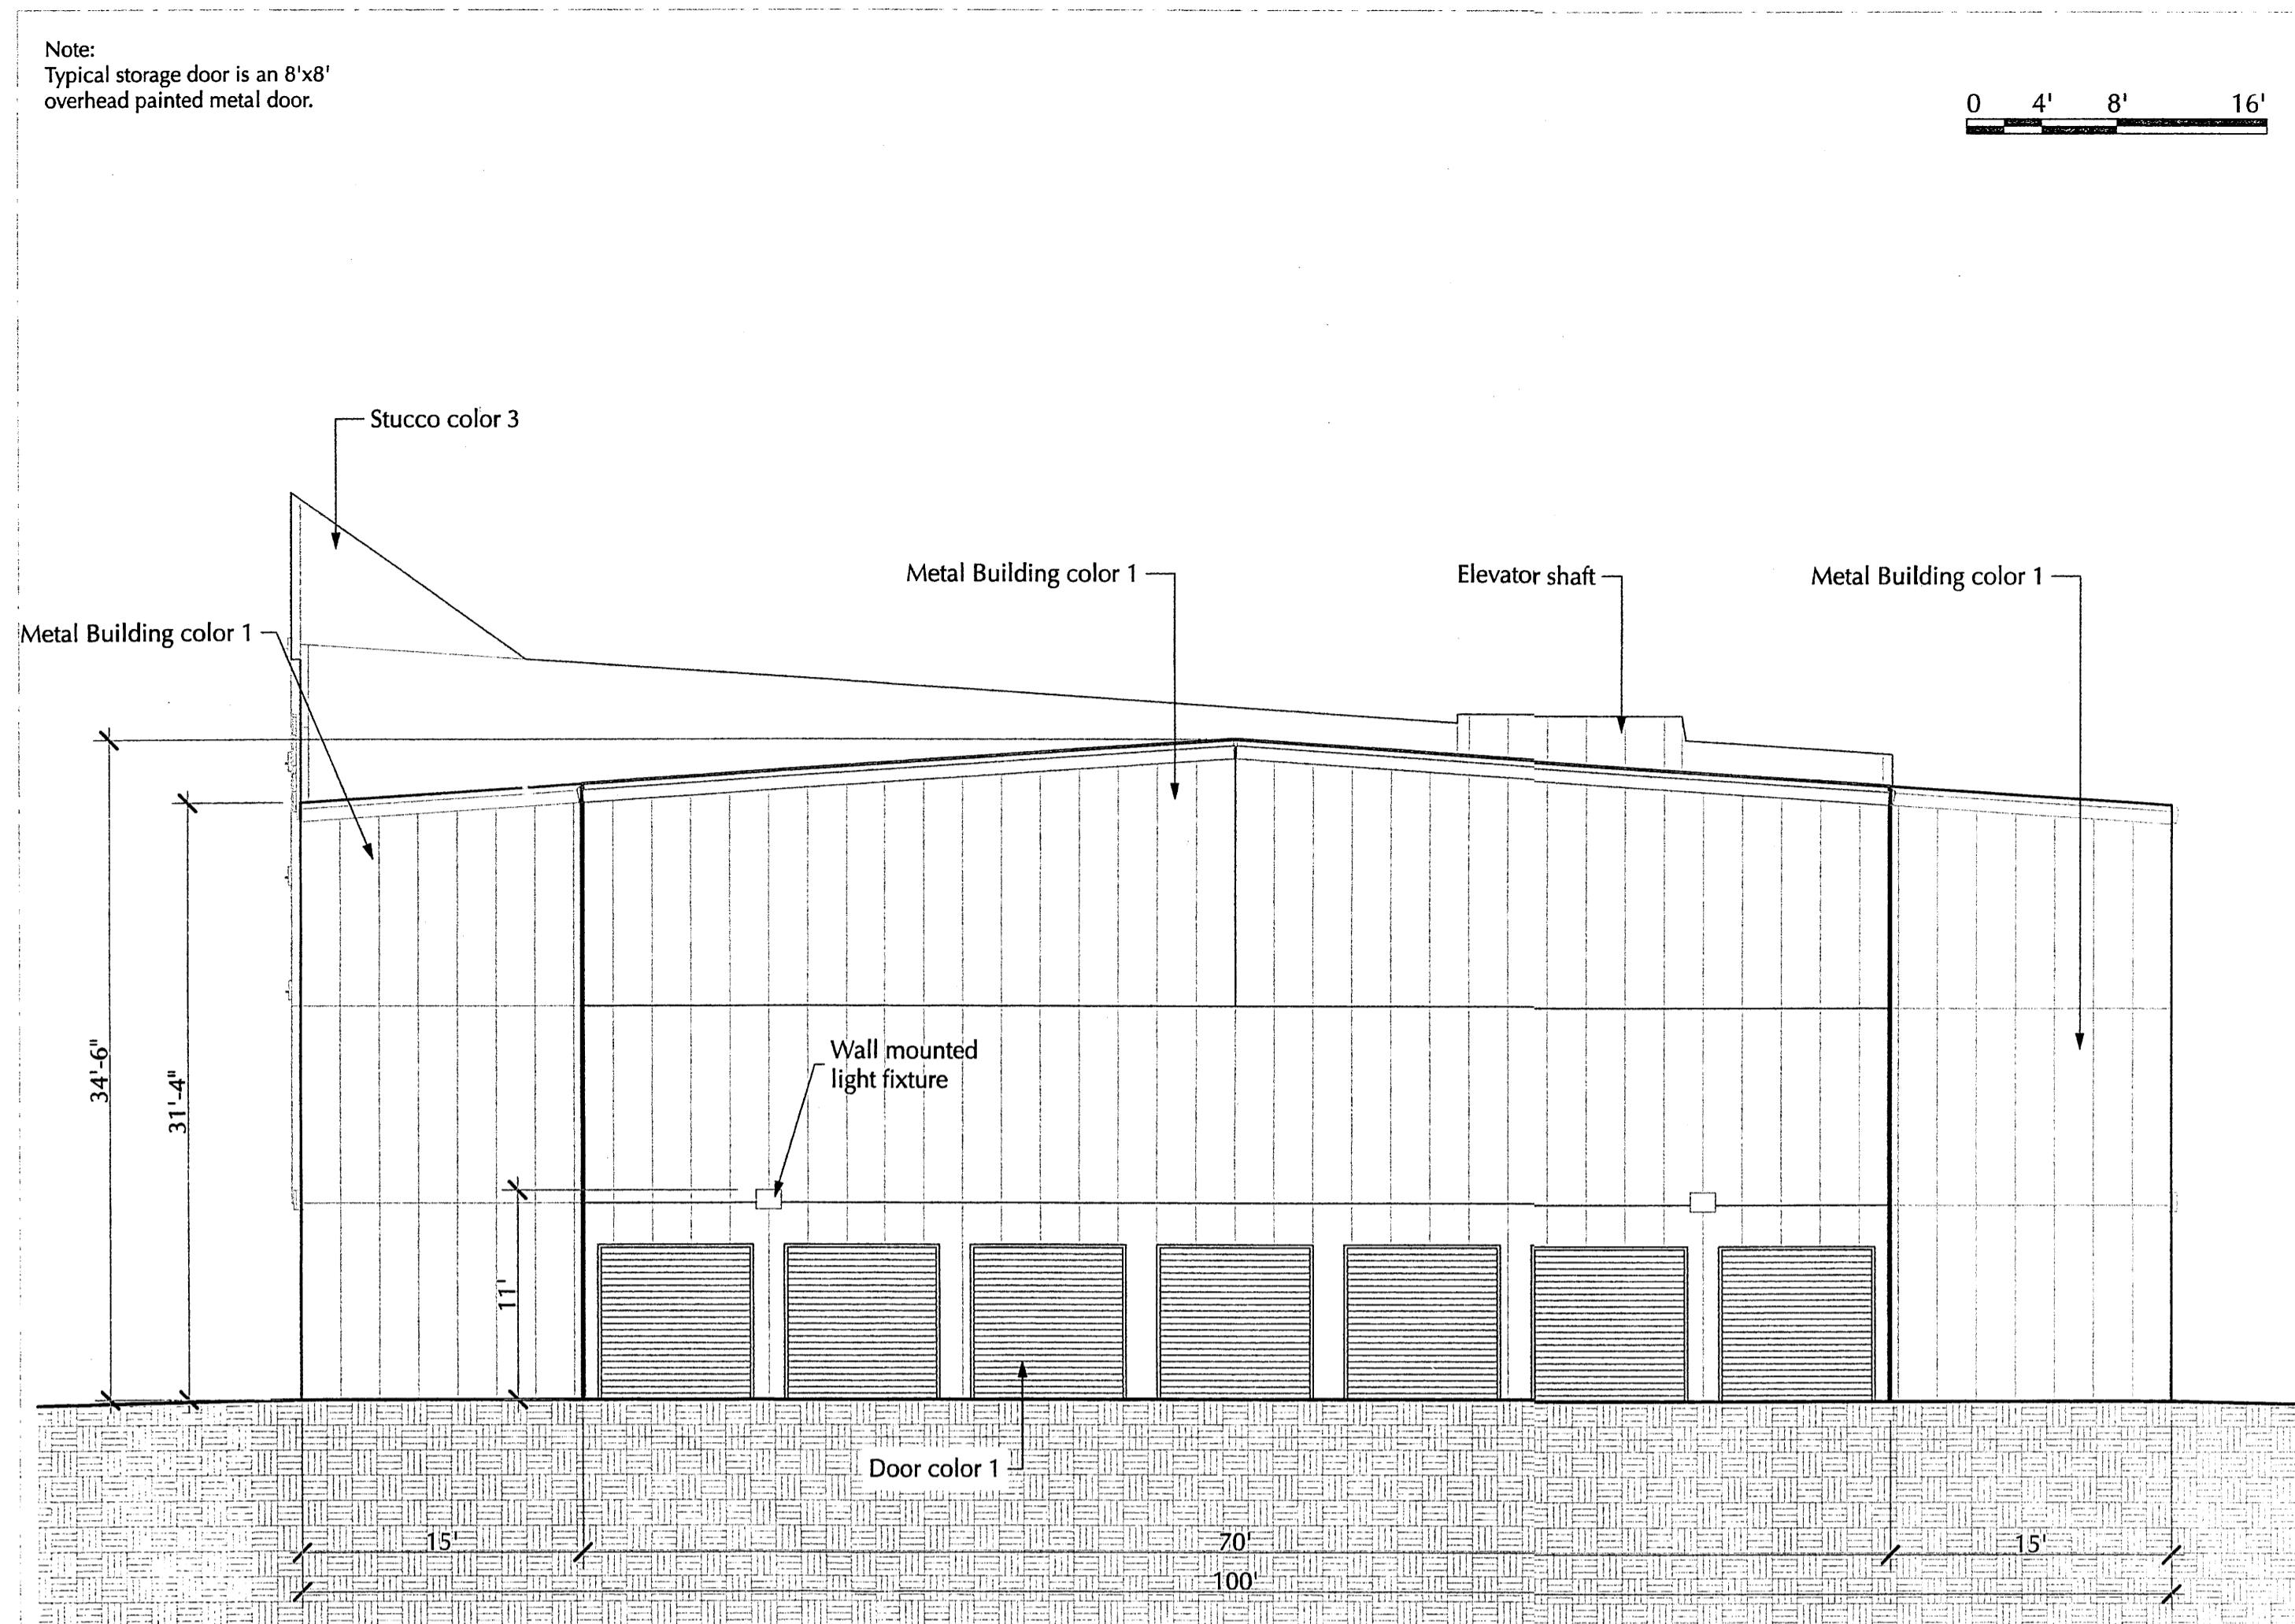 Note:
Typical storage door is an 8'x8'
overhead painted metal door.
0 4' 8' 16'
Stucco color 3
Metal Building color 1
Elevator shaft
Metal Building color 1
Metal Building color 1
34'-6"
31'-4"
Wall mounted
light fixture
11'
Door color 1
15'
70'
15'
100'